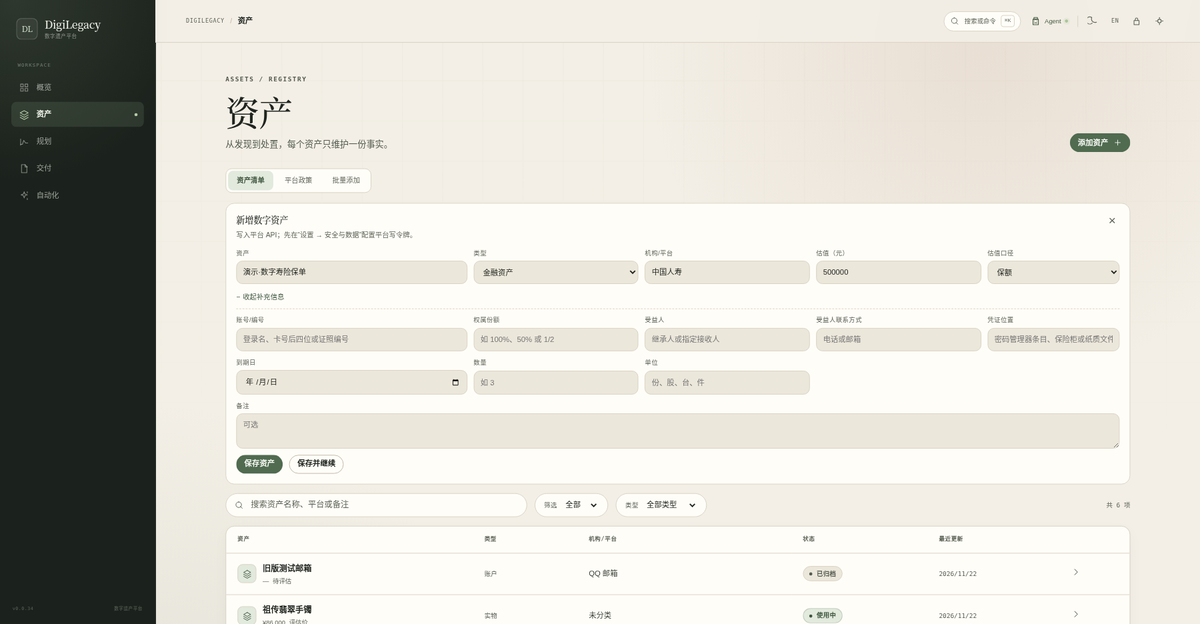 DL
DigiLegacy
数字遗产平台
WORKSPACE
概览
资产
规划
交付
自动化
v0.9.34
数字遗产平台
DIGILEGACY / 资产
搜索或命令 ⌘K
Agent
EN
ASSETS / REGISTRY
资产
从发现到处置，每个资产只维护一份事实。
添加资产 +
资产清单 平台政策 批量添加
新增数字资产
写入平台 API；先在"设置 → 安全与数据"配置平台写令牌。
资产 类型 机构/平台 估值（元） 估值口径
演示·数字寿险保单 金融资产 中国人寿 500000 保额
− 收起补充信息
账号/编号 权属份额 受益人 受益人联系方式 凭证位置
登录名、卡号后四位或证照编号 如 100%、50% 或 1/2 继承人或指定接收人 电话或邮箱 密码管理器条目、保险柜或纸质文件
到期日 数量 单位
年 /月/日 如 3 份、股、台、件
备注
可选
保存资产 保存并继续
搜索资产名称、平台或备注 筛选 全部 类型 全部类型 共 6 项
资产 类型 机构/平台 状态 最近更新
旧版测试邮箱
— 待评估
账户 QQ 邮箱 已归档 2026/11/22
祖传翡翠手镯
¥86,000 评估价
实物 未分类 使用中 2026/11/22